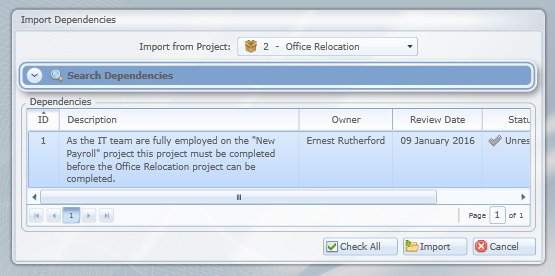 Import Dependencies
Import from Project: 2 - Office Relocation
Search Dependencies
Dependencies
ID Description Owner Review Date Statu
1 As the IT team are fully employed on the "New Ernest Rutherford 09 January 2016 Unres
Payroll" project this project must be completed
before the Office Relocation project can be
completed.
1 Page 1 of 1
Check All Import Cancel